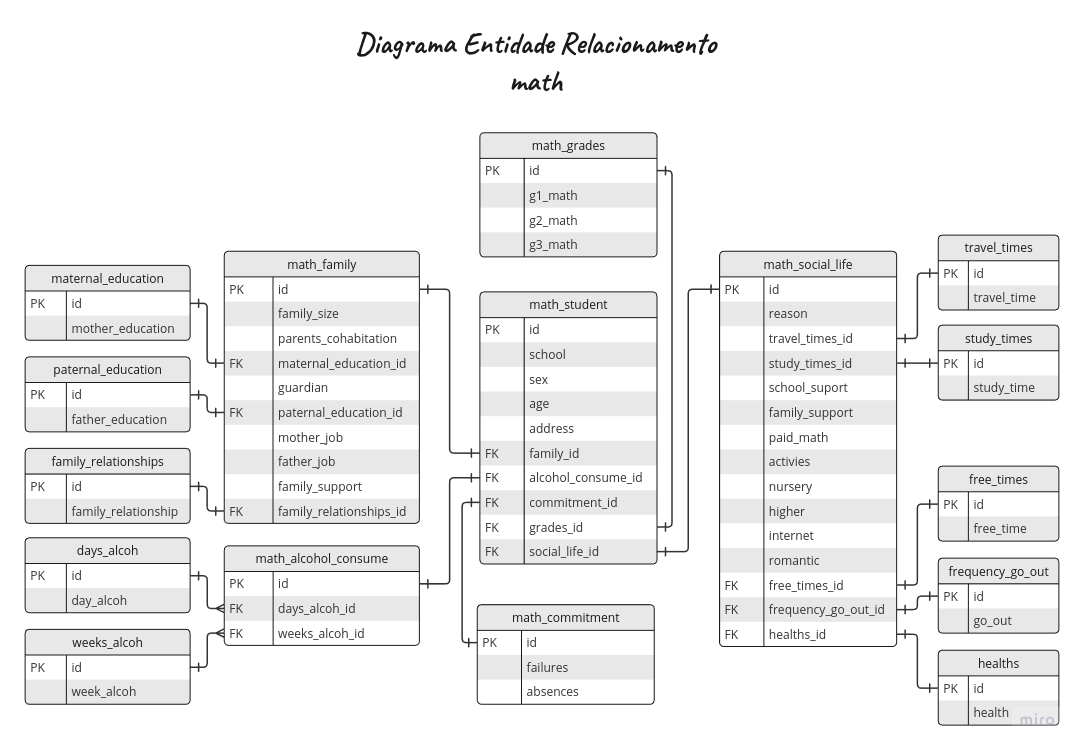 Diagrama Entidade Relacionamento
math
math_grades
PK id
g1_math
g2_math
g3_math
maternal_education
PK id
mother_education
paternal_education
PK id
father_education
family_relationships
PK id
family_relationship
days_alcoh
PK id
day_alcoh
weeks_alcoh
PK id
week_alcoh
math_family
PK id
family_size
parents_cohabitation
FK maternal_education_id
guardian
FK paternal_education_id
mother_job
father_job
family_support
FK family_relationships_id
math_alcohol_consume
PK id
FK days_alcoh_id
FK weeks_alcoh_id
math_student
PK id
school
sex
age
address
FK family_id
FK alcohol_consume_id
FK commitment_id
FK grades_id
FK social_life_id
math_commitment
PK id
failures
absences
math_social_life
PK id
reason
travel_times_id
study_times_id
school_suport
family_support
paid_math
activies
nursery
higher
internet
romantic
FK free_times_id
FK frequency_go_out_id
FK healths_id
travel_times
PK id
travel_time
study_times
PK id
study_time
free_times
PK id
free_time
frequency_go_out
PK id
go_out
healths
PK id
health
miro